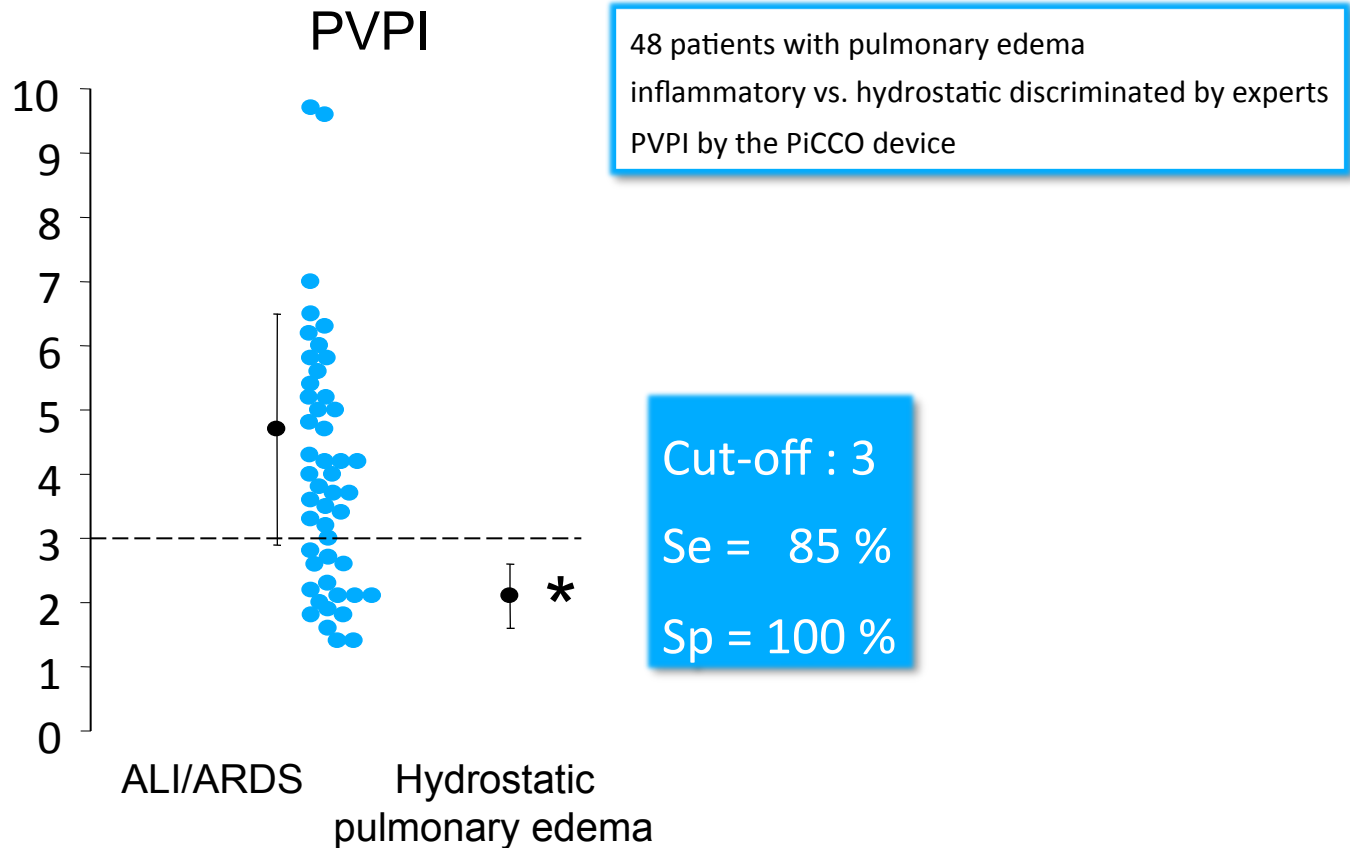 PVPI
48 patients with pulmonary edema
inflammatory vs. hydrostatic discriminated by experts
PVPI by the PiCCO device
10
9
8
7
6
5
4
3
2
1
0
*
Cut-off : 3
Se = 85 %
Sp = 100 %
ALI/ARDS
Hydrostatic
pulmonary edema